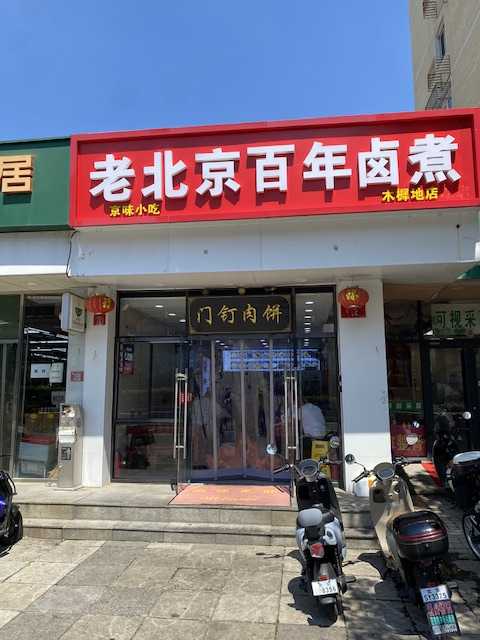 居
老北京百年卤煮
京味小吃
木樨地店
门钉肉饼
可视采